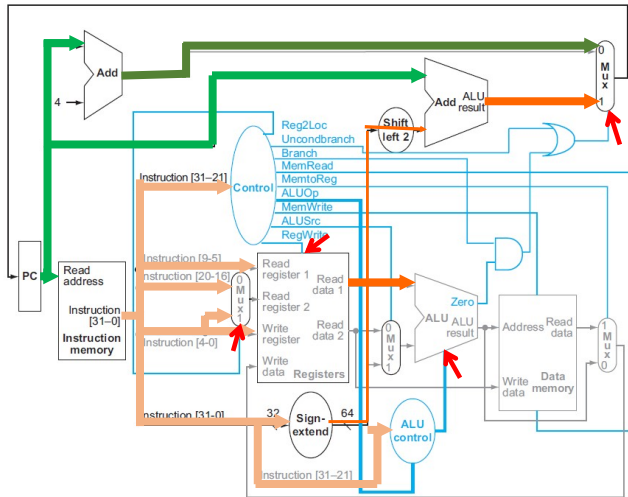 Add
4
0
M
u
x
1
Add
ALU
result
Shift
left 2
Reg2Loc
Uncondbranch
Branch
MemRead
MemtoReg
ALUOp
MemWrite
ALUSrc
RegWrite
Control
Instruction [31–21]
PC
Read
address
Instruction
[31–0]
Instruction
memory
Instruction [9-5]
Instruction [20-16]
Instruction [4-0]
0
M
u
x
1
Read
register 1
Read
register 2
Write
register
Write
data
Read
data 1
Read
data 2
Registers
0
M
u
x
1
Zero
ALU
ALU
result
Address
Read
data
Write
data
Data
memory
1
M
u
x
0
Instruction [31-0]
32
Sign-
extend
64
ALU
control
Instruction [31–21]